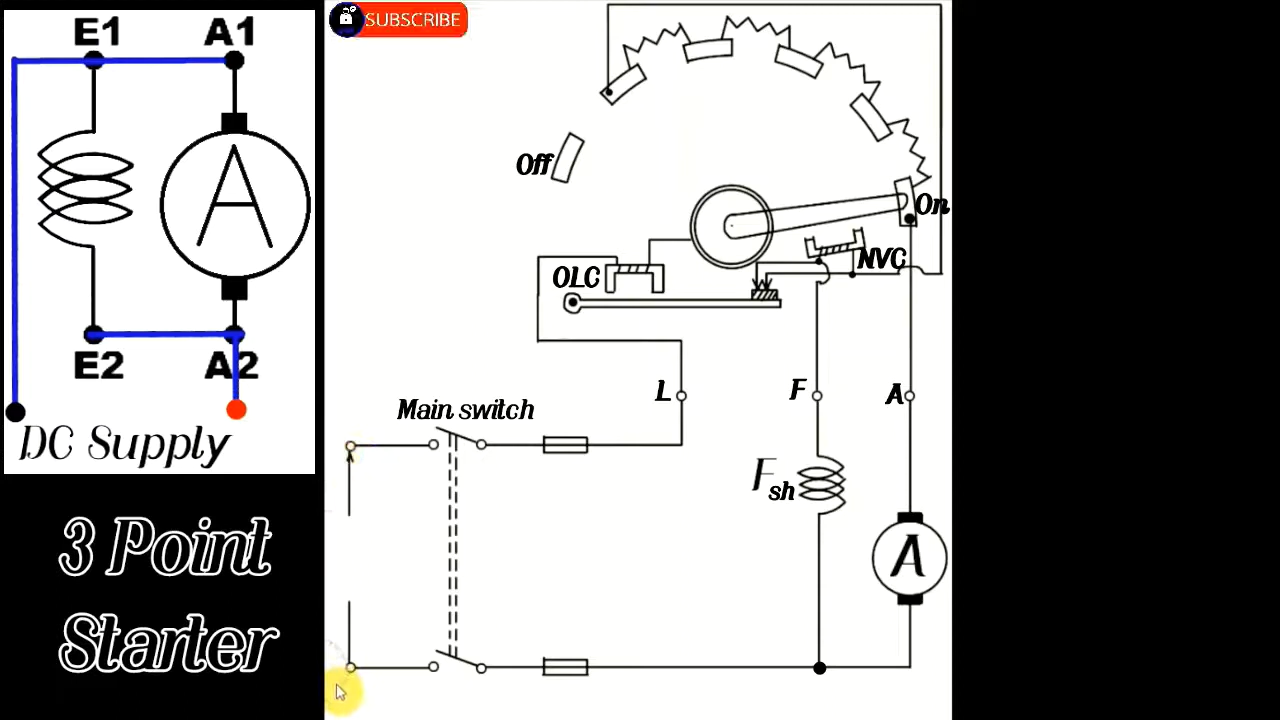 SUBSCRIBE
E1 A1
A
E2 A2
DC Supply
3 Point
Starter
Off
On
NVC
OLC
L F A
Main switch
Fsh
A